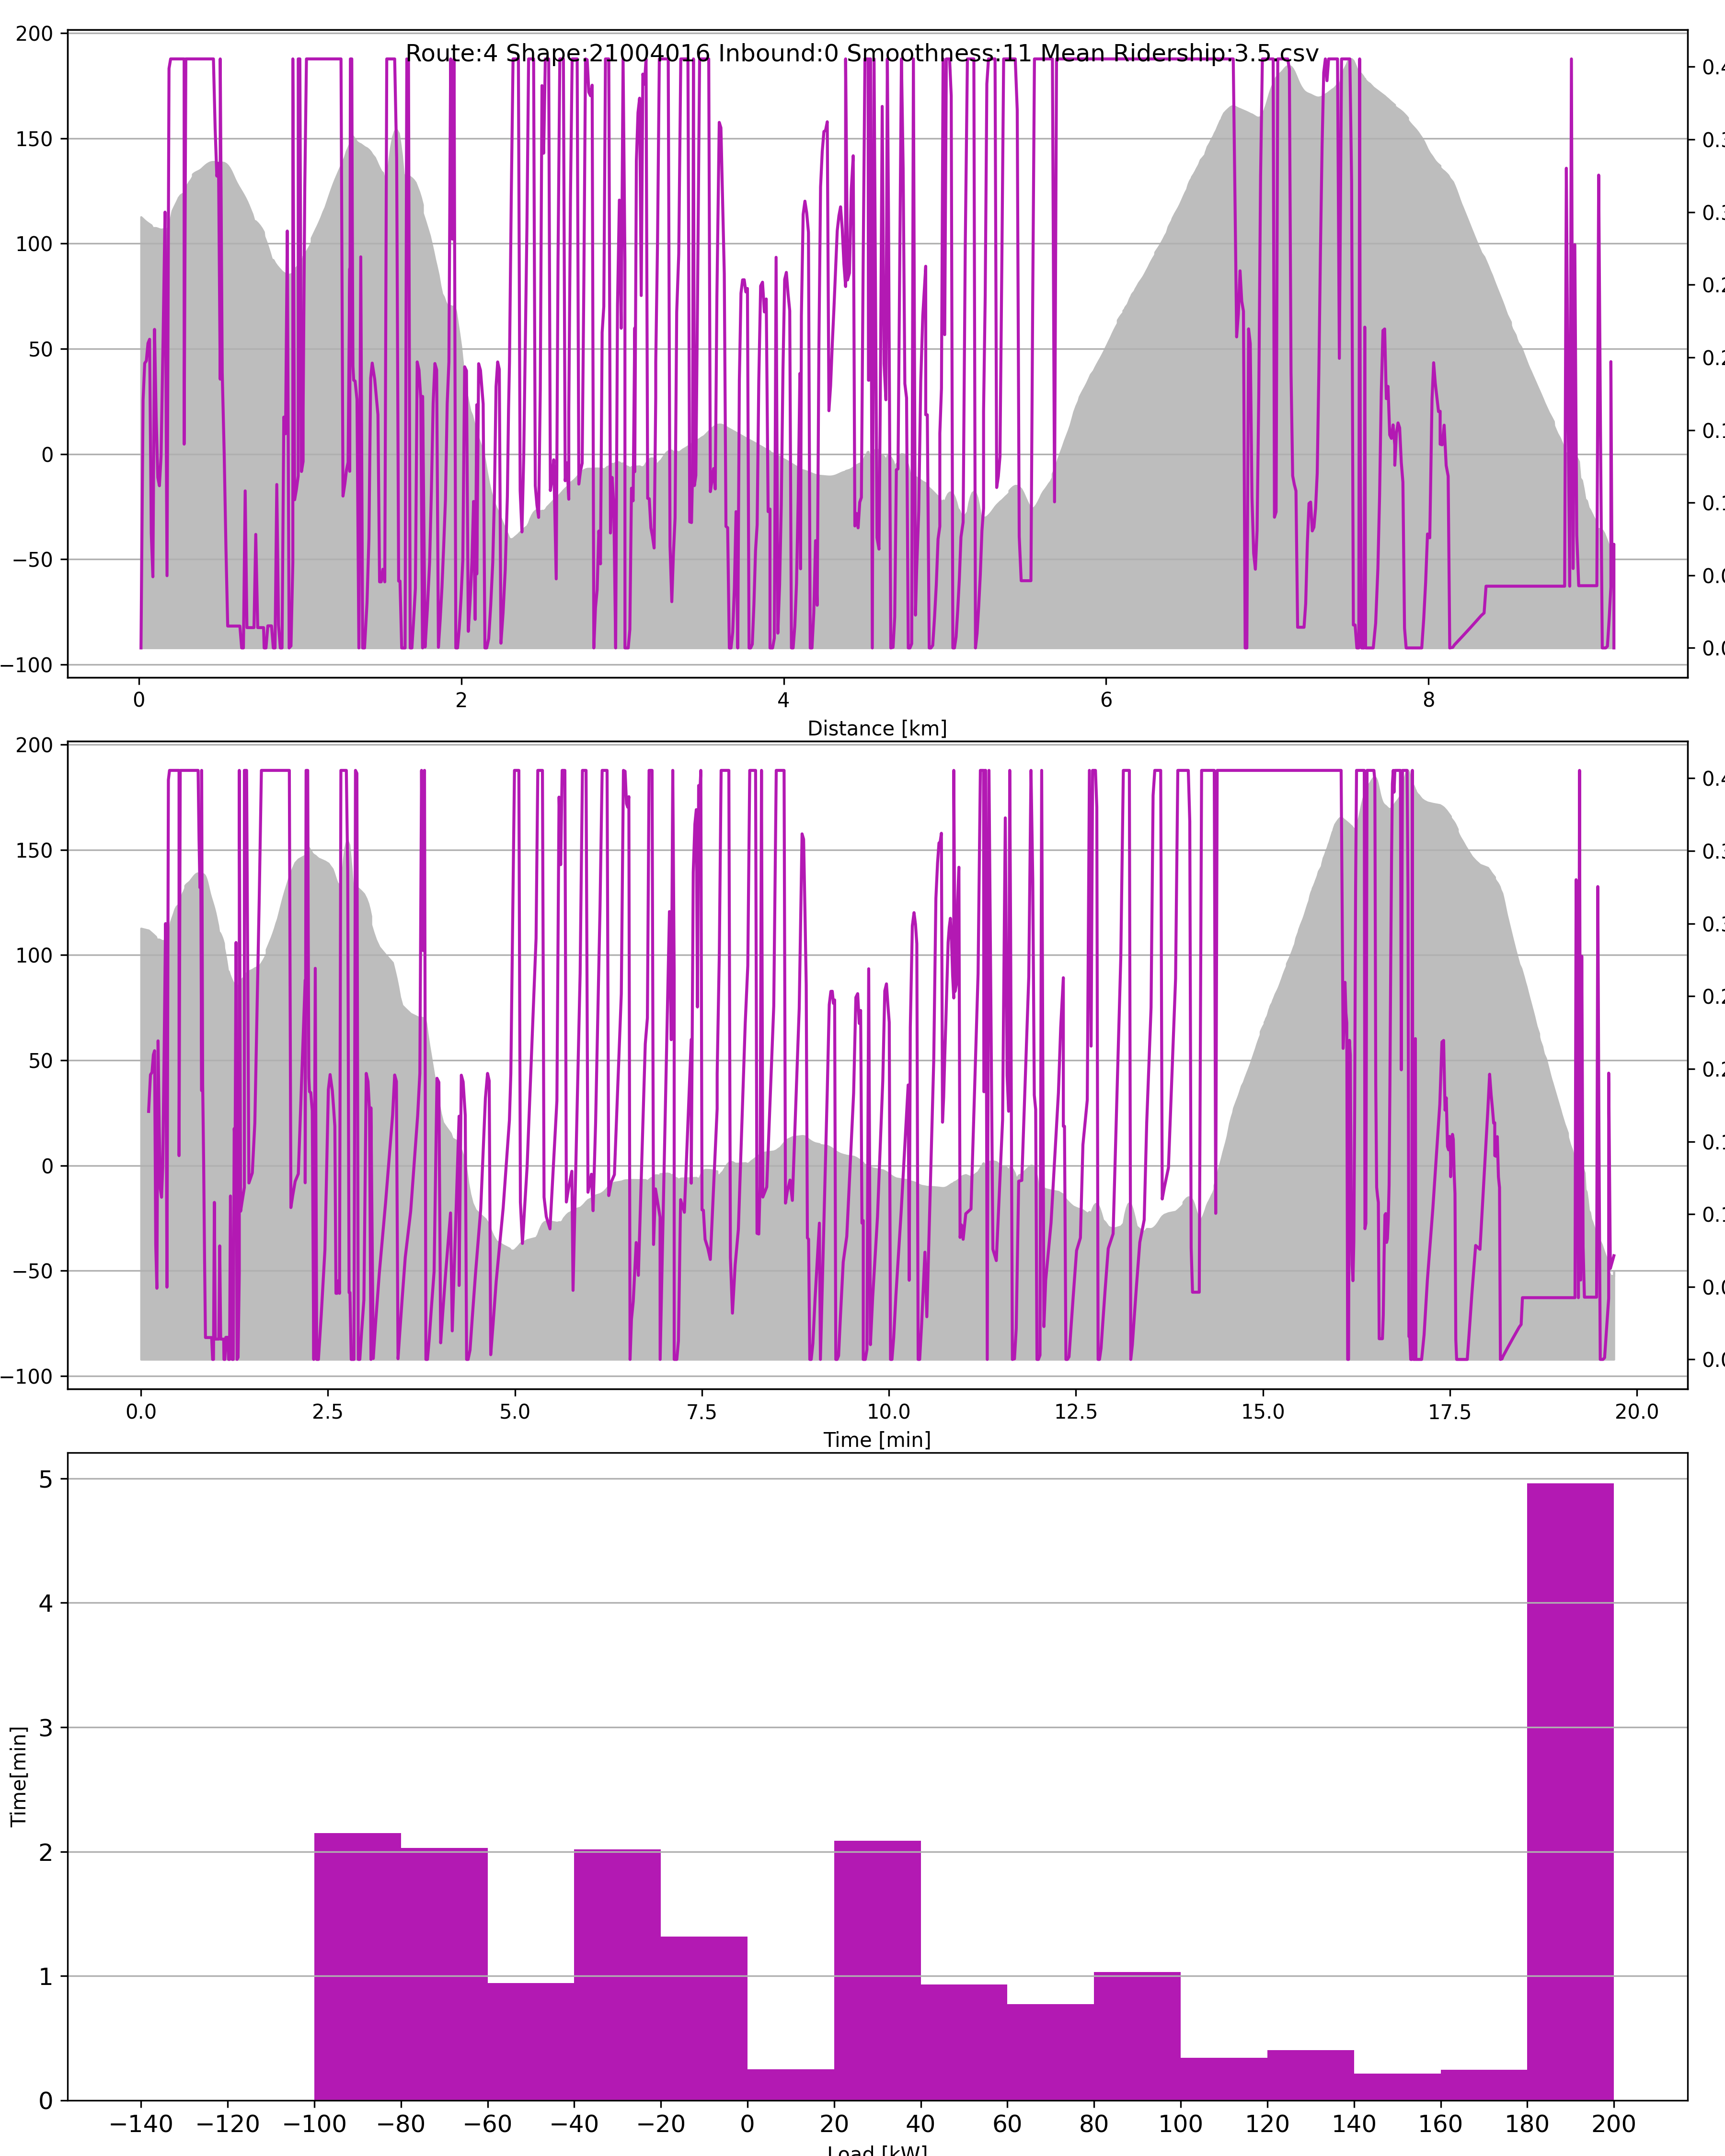 Route:4 Shape:21004016 Inbound:0 Smoothness:11 Mean Ridership:3.5.csv
200
150
100
50
0
−50
−100
0 2 4 6 8
Distance [km]
200
150
100
50
0
−50
−100
0.0 2.5 5.0 7.5 10.0 12.5 15.0 17.5 20.0
Time [min]
5
4
3
2
1
0
Time[min]
−140 −120 −100 −80 −60 −40 −20 0 20 40 60 80 100 120 140 160 180 200
Load [kW]